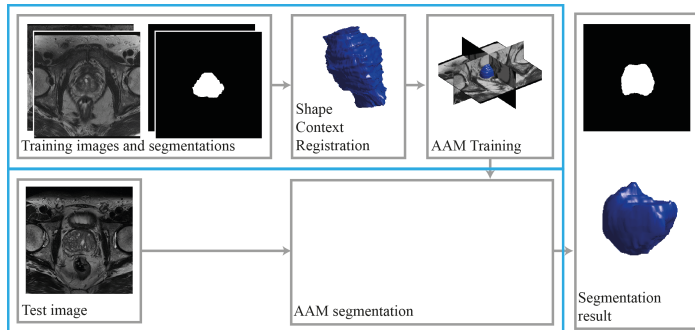 Training images and segmentations
Shape
Context
Registration
AAM Training
Test image
AAM segmentation
Segmentation
result